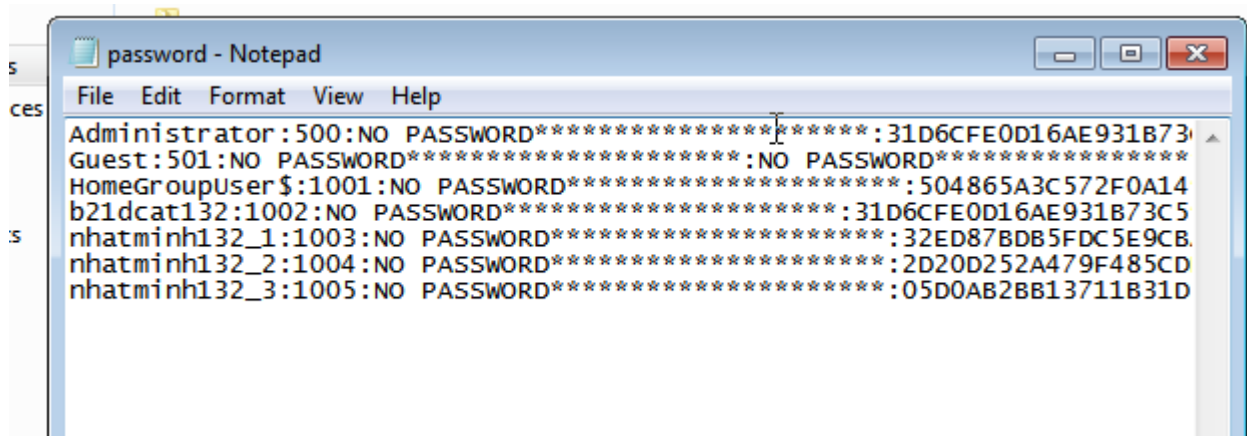 password - Notepad
s
File Edit Format View Help
ces
Administrator:500:NO PASSWORD*********************:31D6CFE0D16AE931B73
Guest:501:NO PASSWORD*********************:NO PASSWORD****************
HomeGroupUser$:1001:NO PASSWORD*********************:504865A3C572F0A14
b21dcat132:1002:NO PASSWORD*********************:31D6CFE0D16AE931B73C5
nhatminh132_1:1003:NO PASSWORD*********************:32ED87BDB5FDC5E9CB
nhatminh132_2:1004:NO PASSWORD*********************:2D20D252A479F485CD
nhatminh132_3:1005:NO PASSWORD*********************:05D0AB2BB13711B31D